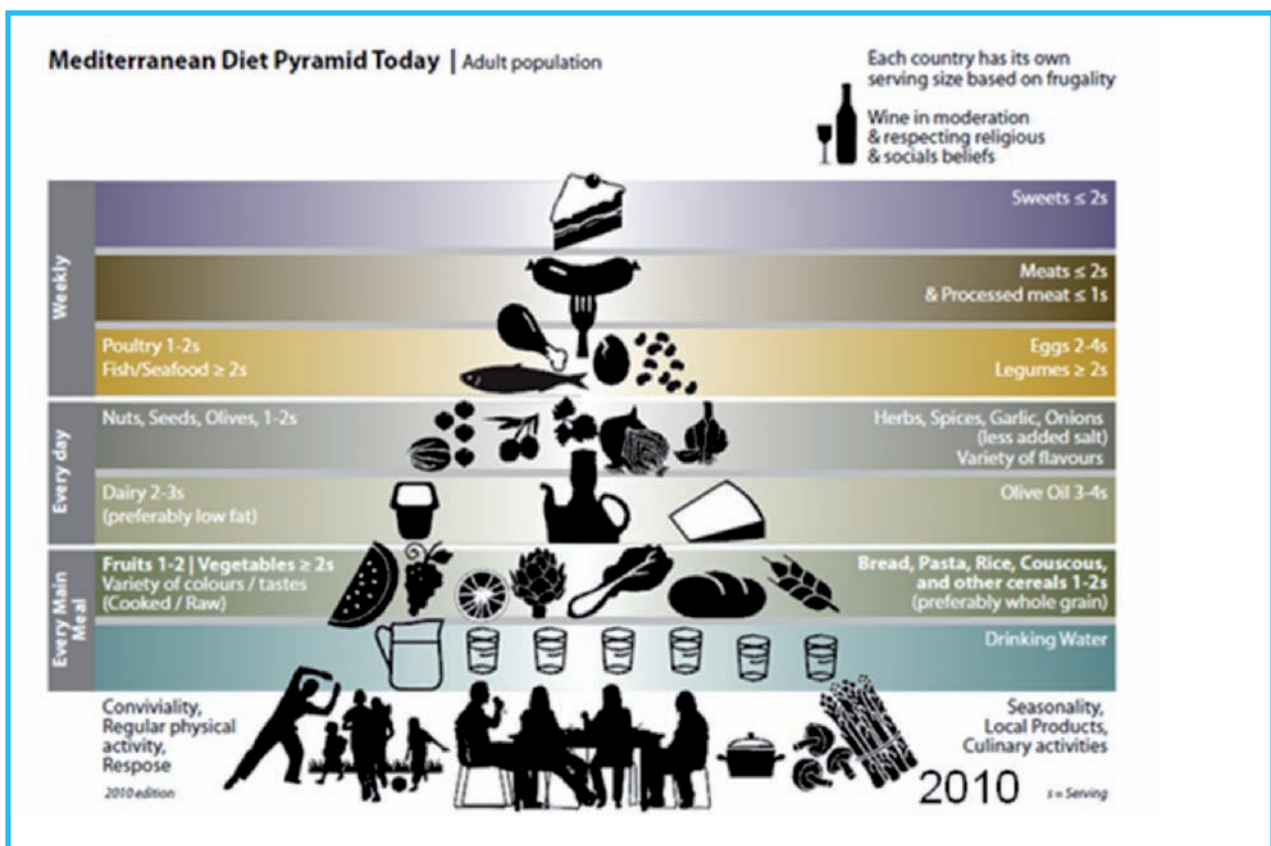 Mediterranean Diet Pyramid Today | Adult population
Each country has its own
serving size based on frugality
Wine in moderation
& respecting religious
& socials beliefs
Weekly
Sweets ≤ 2s
Meats ≤ 2s
& Processed meat ≤ 1s
Poultry 1-2s
Fish/Seafood ≥ 2s
Eggs 2-4s
Legumes ≥ 2s
Every day
Nuts, Seeds, Olives, 1-2s
Herbs, Spices, Garlic, Onions
(less added salt)
Variety of flavours
Dairy 2-3s
(preferably low fat)
Olive Oil 3-4s
Every Main
Meal
Fruits 1-2 | Vegetables ≥ 2s
Variety of colours / tastes
(Cooked / Raw)
Bread, Pasta, Rice, Couscous,
and other cereals 1-2s
(preferably whole grain)
Drinking Water
Conviviality,
Regular physical
activity,
Respose
2010 edition
Seasonality,
Local Products,
Culinary activities
2010
s = Serving